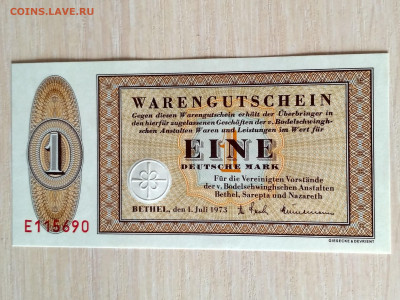 COINS.LAVE.RU
WARENGUTSCHEIN
Gegen diesen Warengutschein erhält der Überbringer in
den hierfür zugelassenen Geschäften der v. Bodelschwingh-
schen Anstalten Waren und Leistungen im Wert für
1
EINE
DEUTSCHE MARK
Für die Vereinigten Vorstände
der v. Bodelschwinghschen Anstalten
Bethel, Sarepta und Nazareth
E115690
BETHEL, den 1. Juli 1973
GIESECKE & DEVRIENT